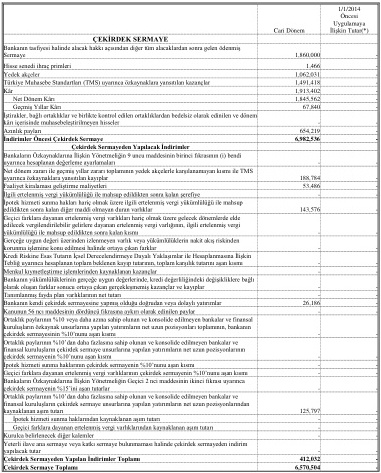 1/1/2014
Öncesi
Uygulamaya
Cari Dönem İlişkin Tutar(*)
ÇEKİRDEK SERMAYE
Bankanın tasfiyesi halinde alacak hakkı açısından diğer tüm alacaklardan sonra gelen ödenmiş
Sermaye 1,860,000 -
Hisse senedi ihraç primleri 1,466 -
Yedek akçeler 1,062,031 -
Türkiye Muhasebe Standartları (TMS) uyarınca özkaynaklara yansıtılan kazançlar 1,491,418 -
Kâr 1,913,402 -
Net Dönem Kârı 1,845,562 -
Geçmiş Yıllar Kârı 67,840 -
İştirakler, bağlı ortaklıklar ve birlikte kontrol edilen ortaklıklardan bedelsiz olarak edinilen ve dönem
kârı içerisinde muhasebeleştirilmeyen hisseler - -
Azınlık payları 654,219 -
İndirimler Öncesi Çekirdek Sermaye 6,982,536 -
Çekirdek Sermayeden Yapılacak İndirimler
Bankaların Özkaynaklarına İlişkin Yönetmeliğin 9 uncu maddesinin birinci fıkrasının (i) bendi
uyarınca hesaplanan değerleme ayarlamaları - -
Net dönem zararı ile geçmiş yıllar zararı toplamının yedek akçelerle karşılanamayan kısmı ile TMS
uyarınca özkaynaklara yansıtılan kayıplar 188,784 -
Faaliyet kiralaması geliştirme maliyetleri 53,486 -
İlgili ertelenmiş vergi yükümlülüğü ile mahsup edildikten sonra kalan şerefiye - -
İpotek hizmeti sunma hakları hariç olmak üzere ilgili ertelenmiş vergi yükümlülüğü ile mahsup
edildikten sonra kalan diğer maddi olmayan duran varlıklar 143,576 -
Geçici farklara dayanan ertelenmiş vergi varlıkları hariç olmak üzere gelecek dönemlerde elde
edilecek vergilendirilebilir gelirlere dayanan ertelenmiş vergi varlığının, ilgili ertelenmiş vergi
yükümlülüğü ile mahsup edildikten sonra kalan kısmı - -
Gerçeğe uygun değeri üzerinden izlenmeyen varlık veya yükümlülüklerin nakit akış riskinden
korunma işlemine konu edilmesi halinde ortaya çıkan farklar - -
Kredi Riskine Esas Tutarın İçsel Derecelendirmeye Dayalı Yaklaşımlar ile Hesaplanmasına İlişkin
Tebliğ uyarınca hesaplanan toplam beklenen kayıp tutarının, toplam karşılık tutarını aşan kısmı - -
Menkul kıymetleştirme işlemlerinden kaynaklanan kazançlar - -
Bankanın yükümlülüklerinin gerçeğe uygun değerlerinde, kredi değerliliğindeki değişikliklere bağlı
olarak oluşan farklar sonucu ortaya çıkan gerçekleşmemiş kazançlar ve kayıplar - -
Tanımlanmış fayda plan varlıklarının net tutarı - -
Bankanın kendi çekirdek sermayesine yapmış olduğu doğrudan veya dolaylı yatırımlar 26,186 -
Kanunun 56 ncı maddesinin dördüncü fıkrasına aykırı olarak edinilen paylar - -
Ortaklık paylarının %10 veya daha azına sahip olunan ve konsolide edilmeyen bankalar ve finansal
kuruluşların özkaynak unsurlarına yapılan yatırımların net uzun pozisyonları toplamının, bankanın
çekirdek sermayesinin %10'nunu aşan kısmı - -
Ortaklık paylarının %10'dan daha fazlasına sahip olunan ve konsolide edilmeyen bankalar ve
finansal kuruluşların çekirdek sermaye unsurlarına yapılan yatırımların net uzun pozisyonlarının
çekirdek sermayesinin %10'nunu aşan kısmı - -
İpotek hizmeti sunma haklarının çekirdek sermayenin %10'nunu aşan kısmı - -
Geçici farklara dayanan ertelenmiş vergi varlıklarının çekirdek sermayenin %10'nunu aşan kısmı - -
Bankaların Özkaynaklarına İlişkin Yönetmeliğin Geçici 2 nci maddesinin ikinci fıkrası uyarınca
çekirdek sermayenin %15'ini aşan tutarlar - -
Ortaklık paylarının %10'dan daha fazlasına sahip olunan ve konsolide edilmeyen bankalar ve
finansal kuruluşların çekirdek sermaye unsurlarına yapılan yatırımların net uzun pozisyonlarından
kaynaklanan aşım tutarı 125,797 -
İpotek hizmeti sunma haklarından kaynaklanan aşım tutarı - -
Geçici farklara dayanan ertelenmiş vergi varlıklarından kaynaklanan aşım tutarı - -
Kurulca belirlenecek diğer kalemler - -
Yeterli ilave ana sermaye veya katkı sermaye bulunmaması halinde çekirdek sermayeden indirim
yapılacak tutar - -
Çekirdek Sermayeden Yapılan İndirimler Toplamı 412,032 -
Çekirdek Sermaye Toplamı 6,570,504 -